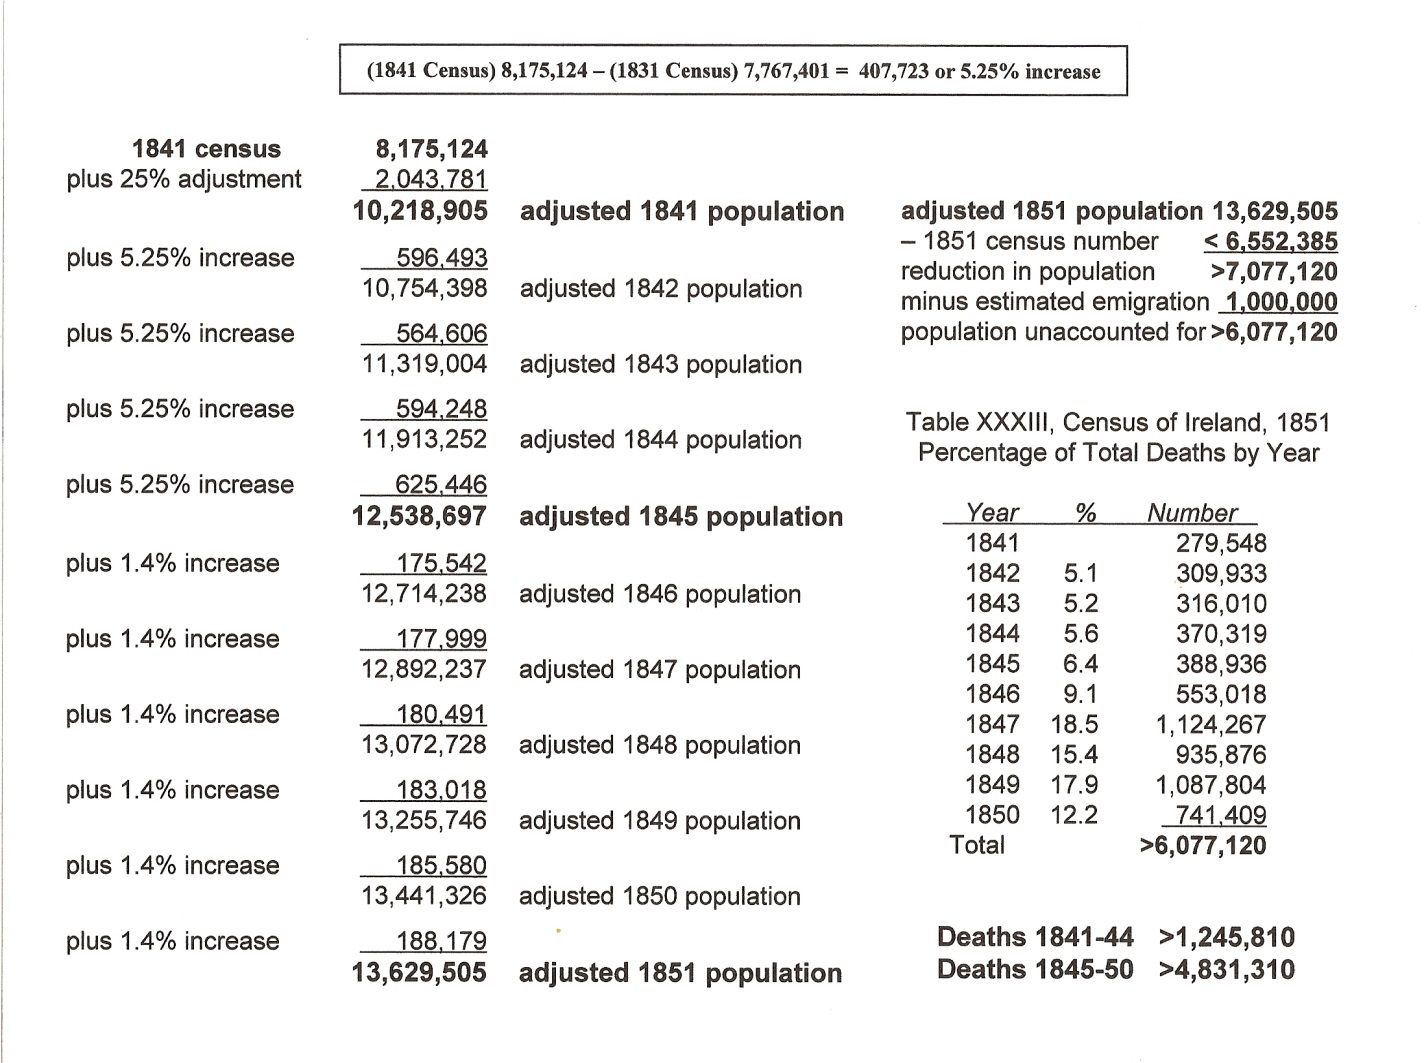 (1841 Census) 8,175,124 – (1831 Census) 7,767,401 = 407,723 or 5.25% increase
1841 census 8,175,124
plus 25% adjustment 2,043,781
10,218,905 adjusted 1841 population
plus 5.25% increase 596,493
10,754,398 adjusted 1842 population
plus 5.25% increase 564,606
11,319,004 adjusted 1843 population
plus 5.25% increase 594,248
11,913,252 adjusted 1844 population
plus 5.25% increase 625,446
12,538,697 adjusted 1845 population
plus 1.4% increase 175,542
12,714,238 adjusted 1846 population
plus 1.4% increase 177,999
12,892,237 adjusted 1847 population
plus 1.4% increase 180,491
13,072,728 adjusted 1848 population
plus 1.4% increase 183,018
13,255,746 adjusted 1849 population
plus 1.4% increase 185,580
13,441,326 adjusted 1850 population
plus 1.4% increase 188,179
13,629,505 adjusted 1851 population
adjusted 1851 population 13,629,505
– 1851 census number < 6,552,385
reduction in population >7,077,120
minus estimated emigration 1,000,000
population unaccounted for >6,077,120
Table XXXIII, Census of Ireland, 1851
Percentage of Total Deaths by Year
Year % Number
1841 279,548
1842 5.1 309,933
1843 5.2 316,010
1844 5.6 370,319
1845 6.4 388,936
1846 9.1 553,018
1847 18.5 1,124,267
1848 15.4 935,876
1849 17.9 1,087,804
1850 12.2 741,409
Total >6,077,120
Deaths 1841-44 >1,245,810
Deaths 1845-50 >4,831,310